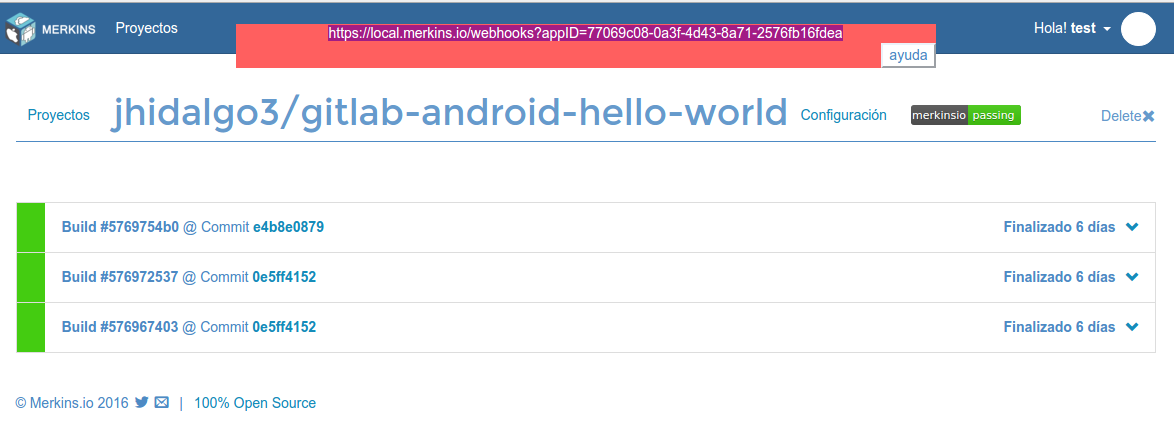 MERKINS Proyectos https://local.merkins.io/webhooks?appID=77069c08-0a3f-4d43-8a71-2576fb16fdea Hola! test
ayuda
Proyectos jhidalgo3/gitlab-android-hello-world Configuración merkinsio passing Delete
Build #5769754b0 @ Commit e4b8e0879 Finalizado 6 días
Build #576972537 @ Commit 0e5ff4152 Finalizado 6 días
Build #576967403 @ Commit 0e5ff4152 Finalizado 6 días
© Merkins.io 2016 | 100% Open Source